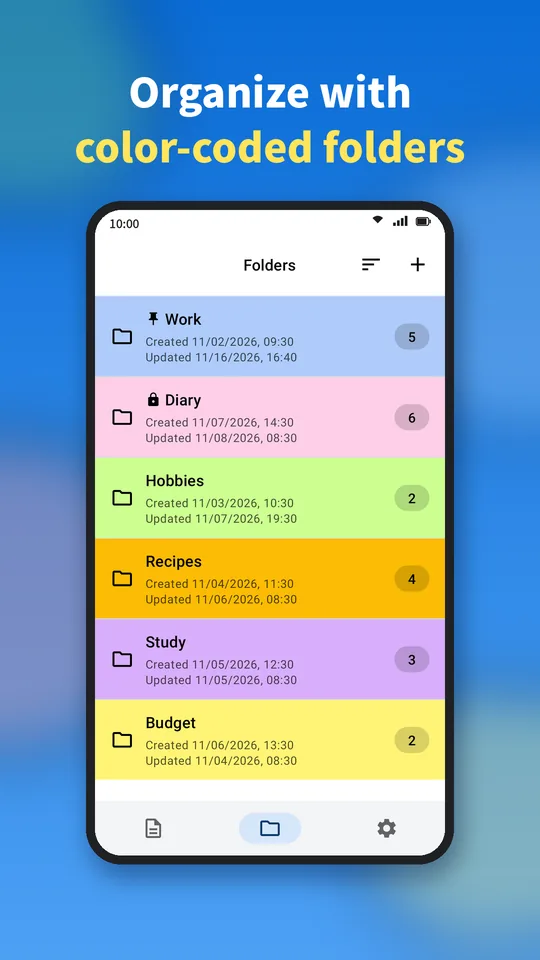 Organize with
color-coded folders
10:00
Folders
Work
Created 11/02/2026, 09:30
Updated 11/16/2026, 16:40
5
Diary
Created 11/07/2026, 14:30
Updated 11/08/2026, 08:30
6
Hobbies
Created 11/03/2026, 10:30
Updated 11/07/2026, 19:30
2
Recipes
Created 11/04/2026, 11:30
Updated 11/06/2026, 08:30
4
Study
Created 11/05/2026, 12:30
Updated 11/05/2026, 08:30
3
Budget
Created 11/06/2026, 13:30
Updated 11/04/2026, 08:30
2